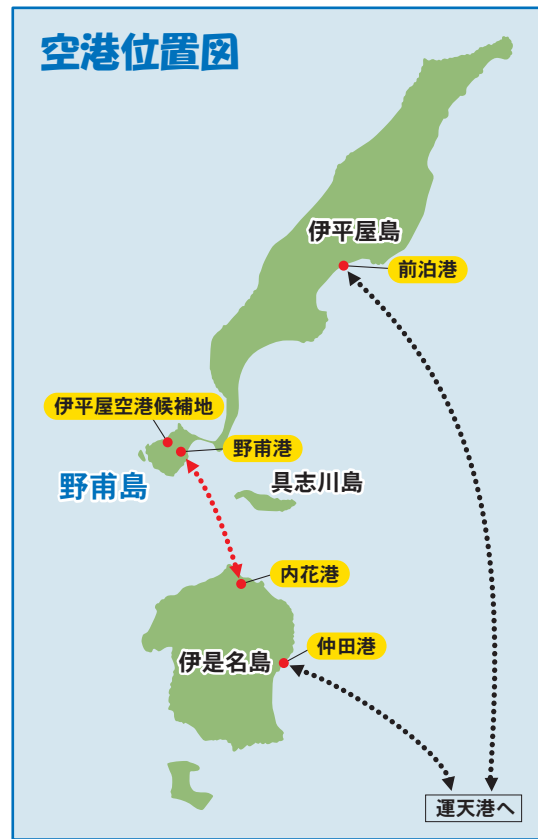 空港位置図
伊平屋島
前泊港
伊平屋空港候補地
野甫港
野甫島
具志川島
内花港
仲田港
伊是名島
運天港へ